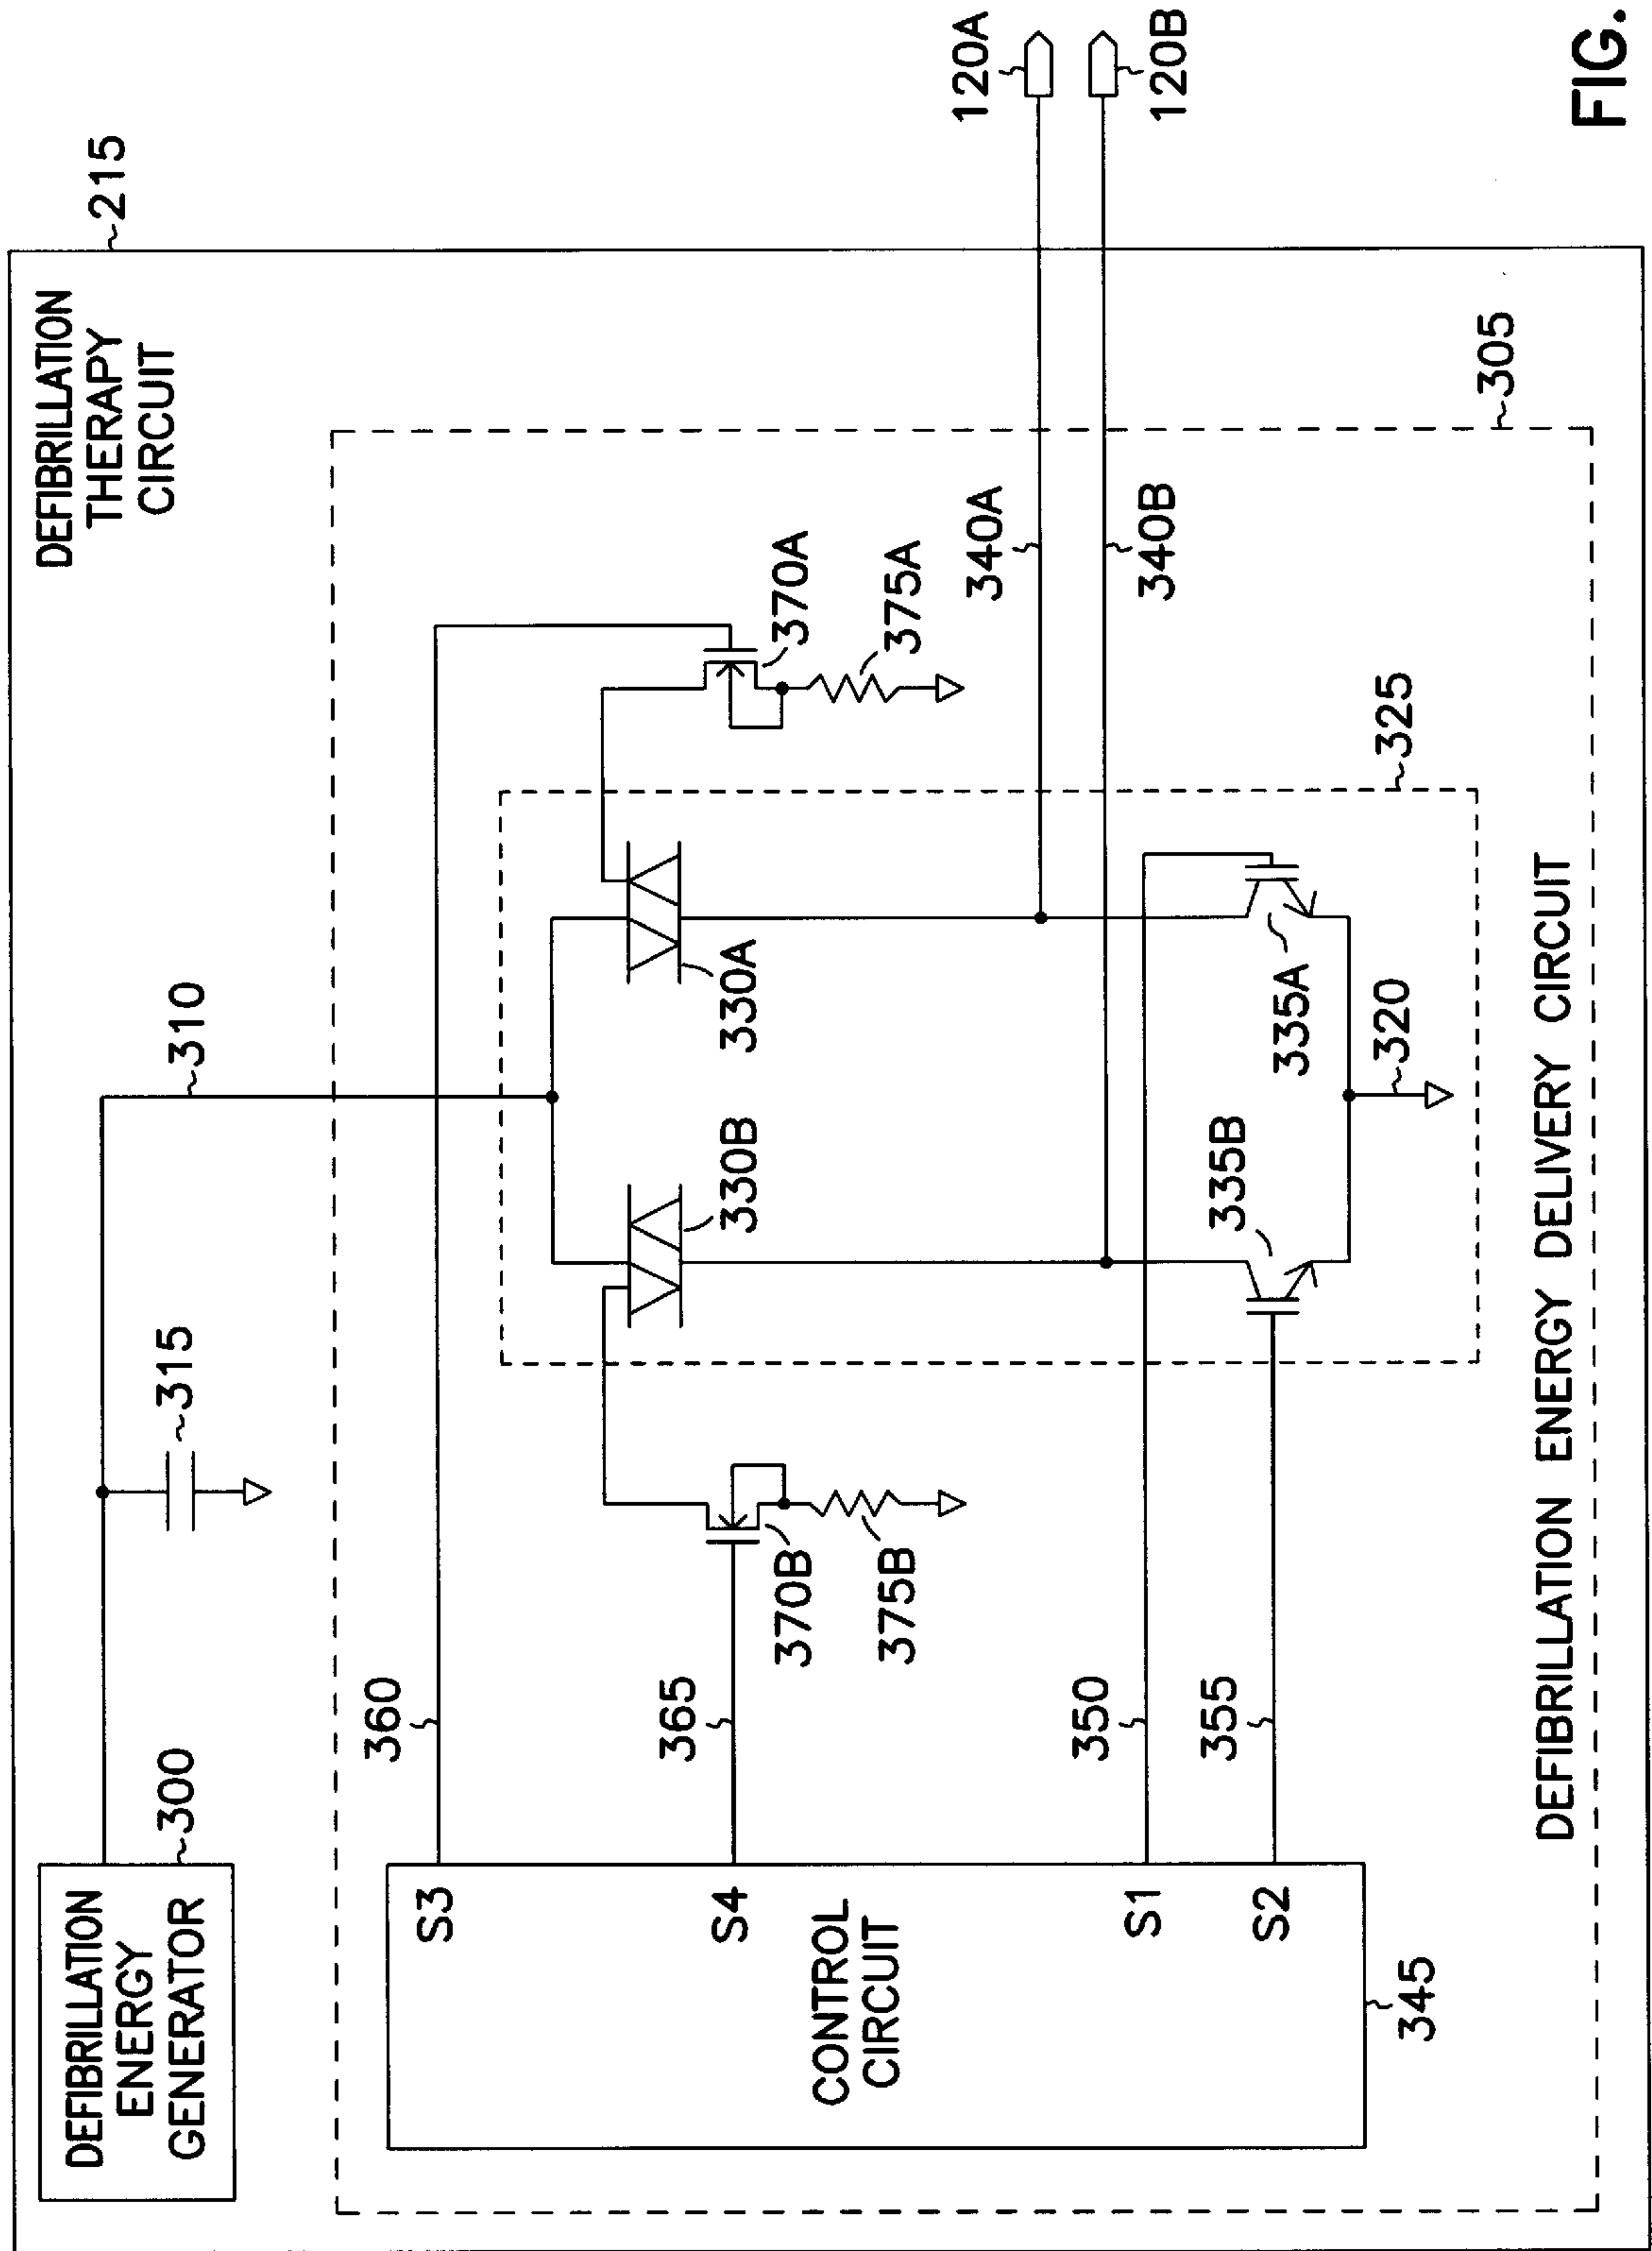 DEFIBRILLATION
THERAPY
CIRCUIT
215
DEFIBRILLATION
ENERGY
GENERATOR
300
315
310
305
360
S3
370A
375A
330B
330A
365
S4
370B
375B
325
CONTROL
CIRCUIT
345
340A
120A
340B
120B
350
S1
355
S2
335B
335A
320
DEFIBRILLATION ENERGY DELIVERY CIRCUIT
FIG.